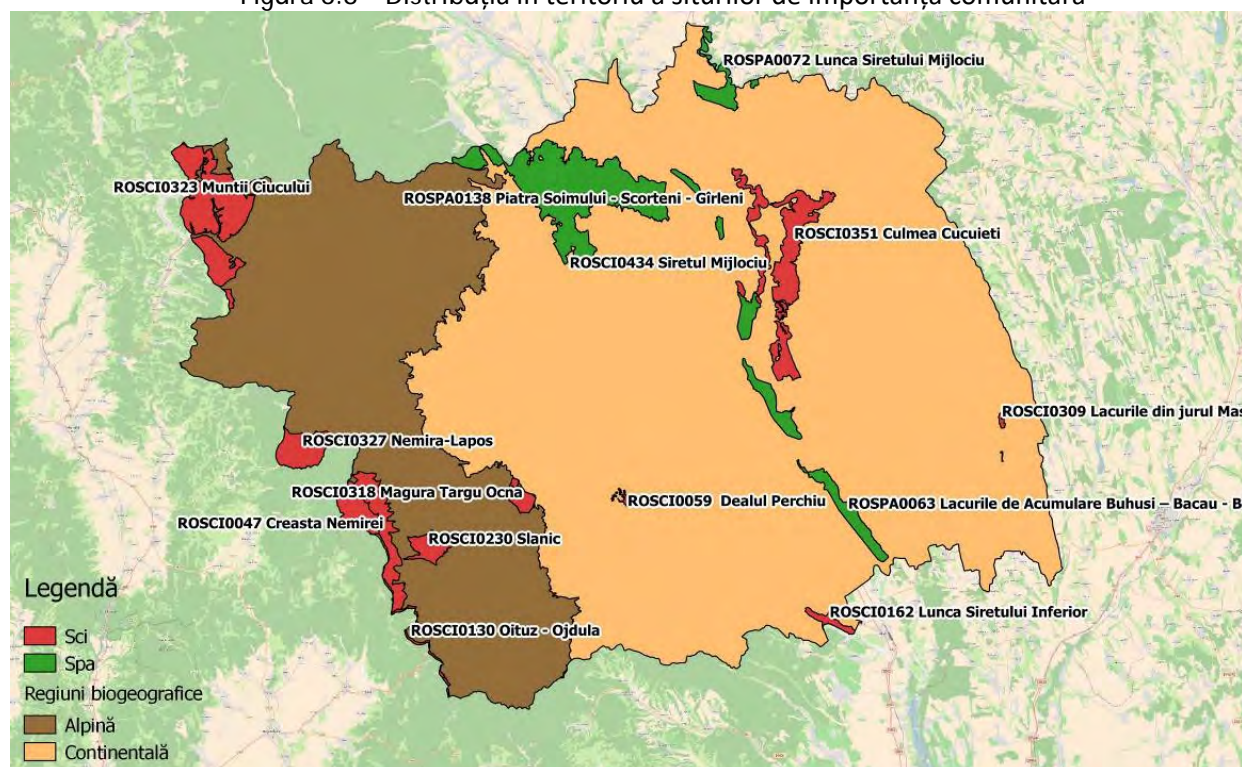 Figura 6.6 – Distribuția în teritoriu a siturilor de importanță comunitară
ROSPA0072 Lunca Siretului Mijlociu
ROSCI0323 Muntii Ciucului
ROSPA0138 Piatra Soimului - Scorteni - Gîrleni
ROSCI0351 Culmea Cucuieti
ROSCI0434 Siretul Mijlociu
ROSCI0309 Lacurile din jurul Mas
ROSCI0327 Nemira-Lapos
ROSCI0318 Magura Targu Ocna
ROSCI0059 Dealul Perchiu
ROSPA0063 Lacurile de Acumulare Buhusi – Bacau - B
ROSCI0047 Creasta Nemirei
ROSCI0230 Slanic
ROSCI0162 Lunca Siretului Inferior
ROSCI0130 Oituz - Ojdula
Legendă
Sci
Spa
Regiuni biogeografice
Alpină
Continentală